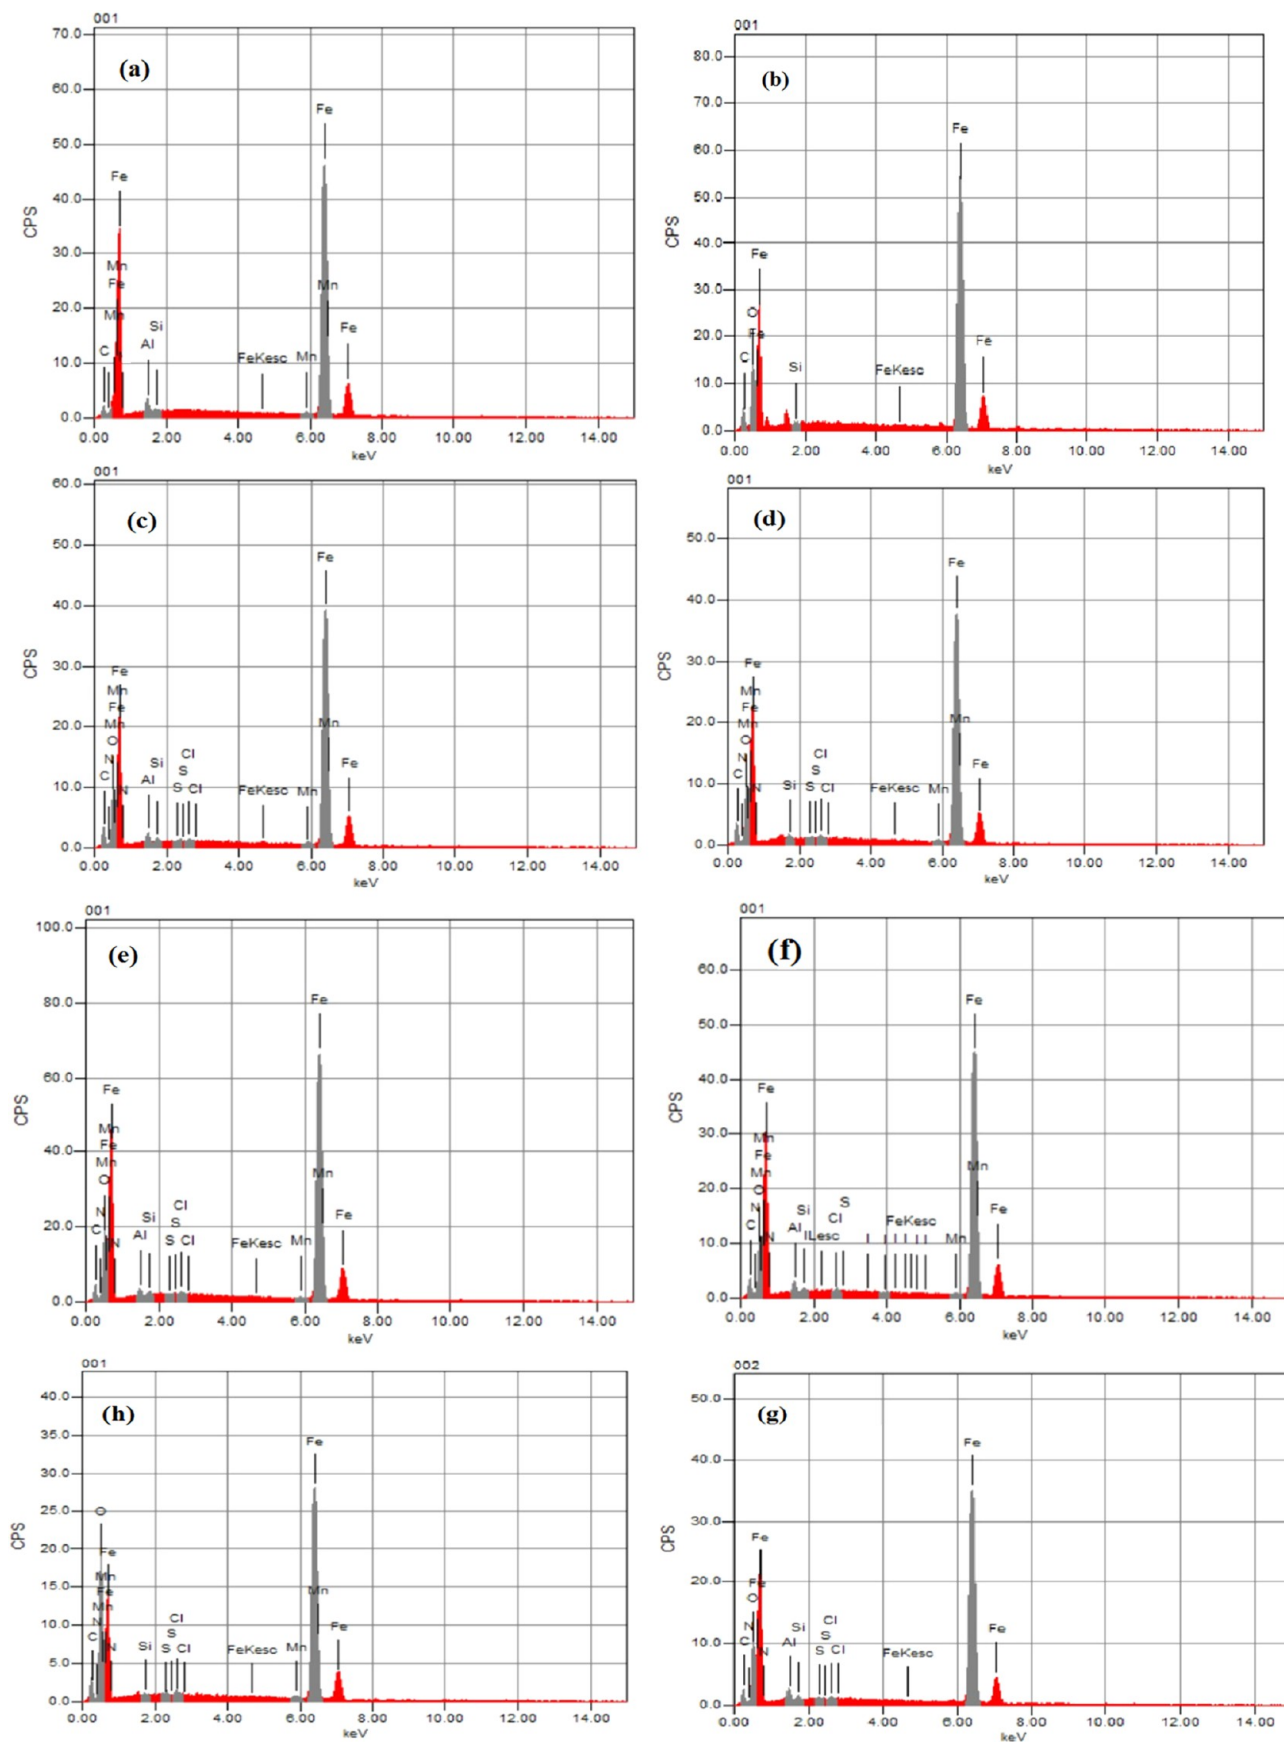 001
(a)
70.0
60.0
50.0
40.0
30.0
20.0
10.0
0.0
CPS
Fe
Mn
Fe
Mn
C
Si
Al
FeKesc
Mn
Fe
Mn
Fe
0.00 2.00 4.00 6.00 8.00 10.00 12.00 14.00
keV
001
(b)
80.0
70.0
60.0
50.0
40.0
30.0
20.0
10.0
0.0
CPS
Fe
O
Fe
C
Si
FeKesc
Fe
Fe
0.00 2.00 4.00 6.00 8.00 10.00 12.00 14.00
keV
001
(c)
60.0
50.0
40.0
30.0
20.0
10.0
0.0
CPS
Fe
Mn
Fe
Mn
O
N
C
N
Si
Al
Cl
S
S Cl
FeKesc
Mn
Fe
Mn
Fe
0.00 2.00 4.00 6.00 8.00 10.00 12.00 14.00
keV
001
(d)
50.0
40.0
30.0
20.0
10.0
0.0
CPS
Fe
Mn
Fe
Mn
O
N
C
N
Si
Cl
S
S Cl
FeKesc
Mn
Fe
Mn
Fe
0.00 2.00 4.00 6.00 8.00 10.00 12.00 14.00
keV
001
(e)
100.0
80.0
60.0
40.0
20.0
0.0
CPS
Fe
Mn
Fe
Mn
O
N
C
N
Si
Al
Cl
S
S Cl
FeKesc
Mn
Fe
Mn
Fe
0.00 2.00 4.00 6.00 8.00 10.00 12.00 14.00
keV
001
(f)
60.0
50.0
40.0
30.0
20.0
10.0
0.0
CPS
Fe
Mn
Fe
Mn
O
N
C
N
Si
Al
ILesc
S
Cl
FeKesc
I I I I I I I
Mn
Fe
Mn
Fe
0.00 2.00 4.00 6.00 8.00 10.00 12.00 14.00
keV
001
(h)
40.0
35.0
30.0
25.0
20.0
15.0
10.0
5.0
0.0
CPS
O
Fe
Mn
Fe
Mn
N
C
N
Si
Cl
S
S Cl
FeKesc
Mn
Fe
Mn
Fe
0.00 2.00 4.00 6.00 8.00 10.00 12.00 14.00
keV
002
(g)
50.0
40.0
30.0
20.0
10.0
0.0
CPS
Fe
Fe
O
N
C
N
Si
Al
Cl
S
S Cl
FeKesc
Fe
Fe
0.00 2.00 4.00 6.00 8.00 10.00 12.00 14.00
keV